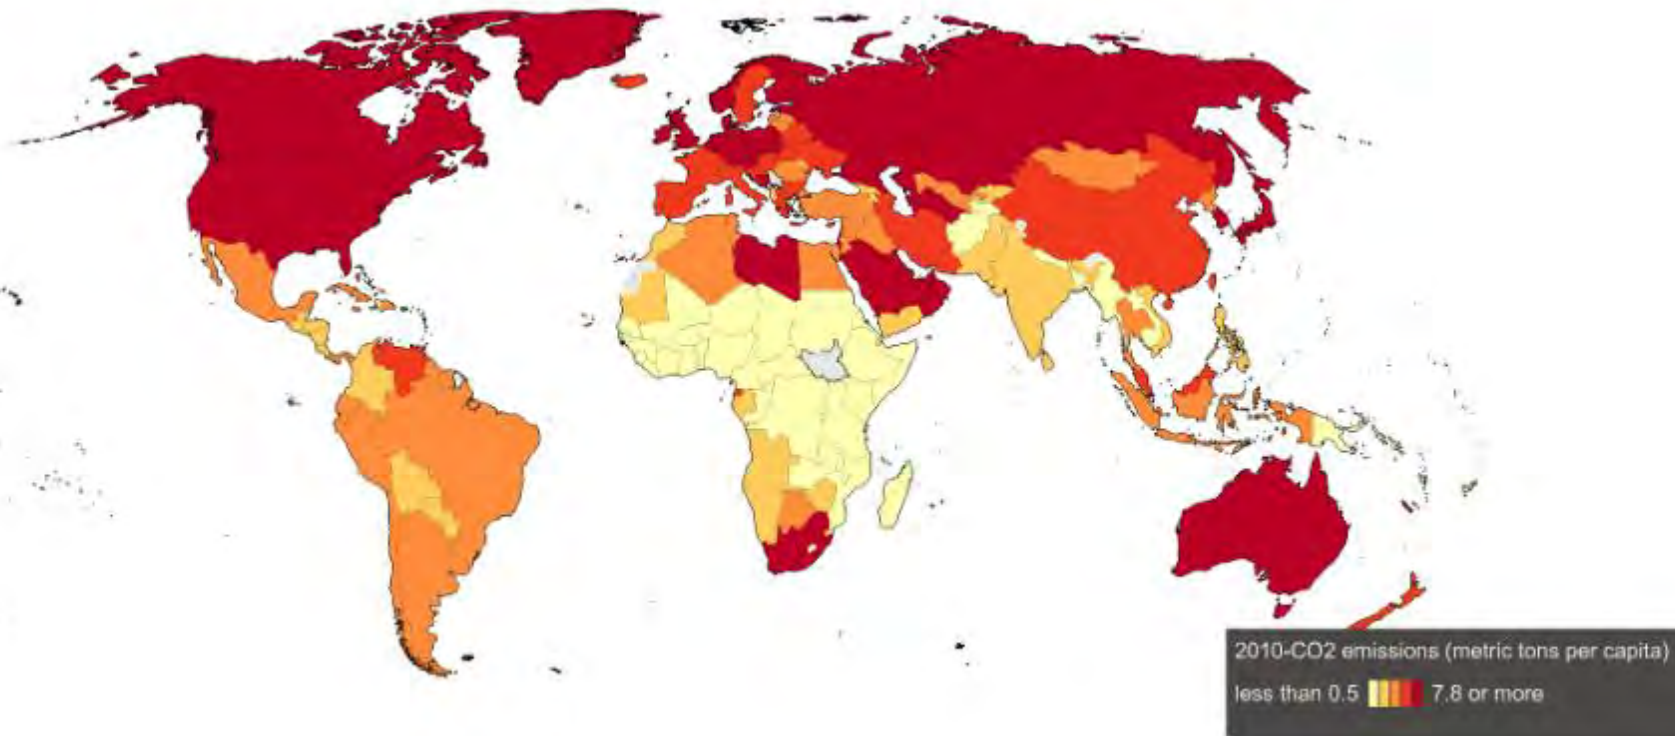 2010-CO2 emissions (metric tons per capita)
less than 0.5 7.8 or more